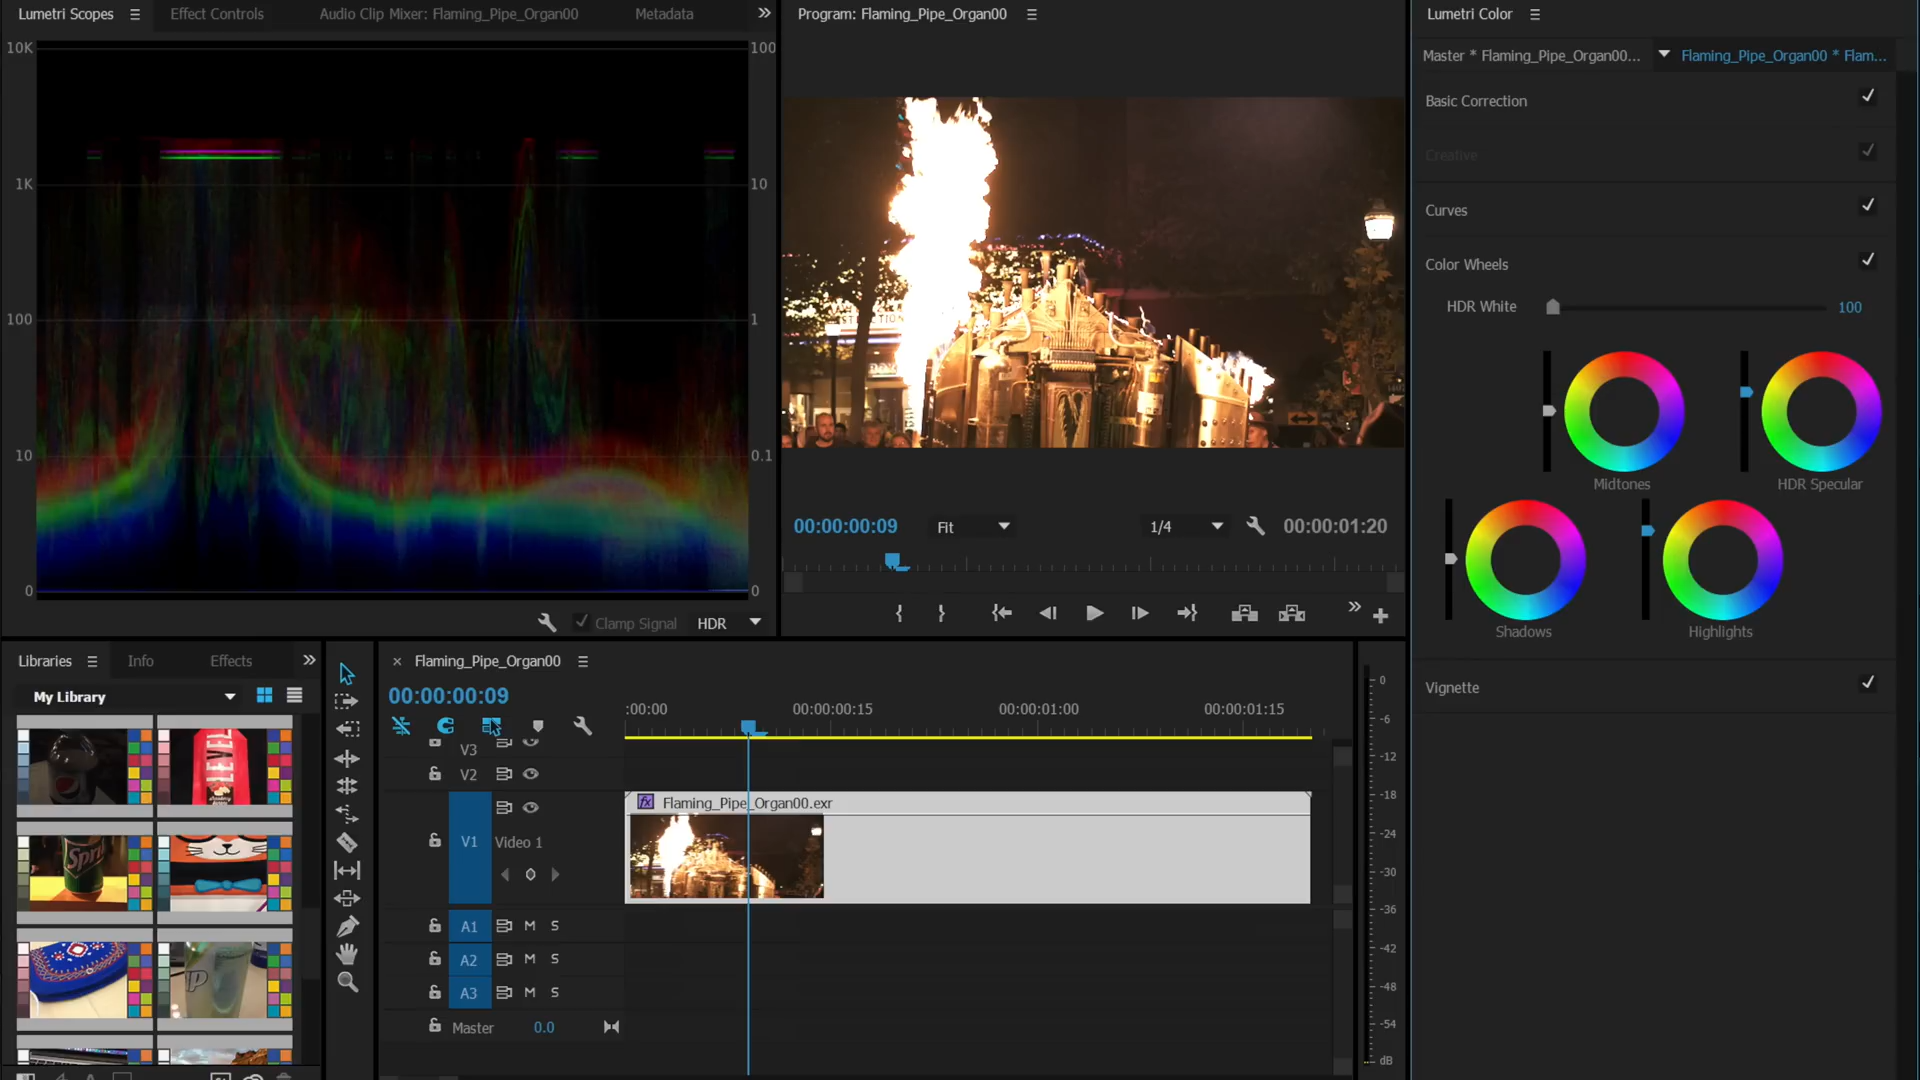 Lumetri Scopes
Effect Controls
Audio Clip Mixer: Flaming_Pipe_Organ00
Metadata
10K
1K
100
10
0
100
10
1
0.1
0
Clamp Signal
HDR
Program: Flaming_Pipe_Organ00
00:00:00:09
Fit
1/4
00:00:01:20
Lumetri Color
Master * Flaming_Pipe_Organ00...
Flaming_Pipe_Organ00 * Flam...
Basic Correction
Creative
Curves
Color Wheels
HDR White
100
Midtones
HDR Specular
Shadows
Highlights
Vignette
Libraries
Info
Effects
My Library
Flaming_Pipe_Organ00
00:00:00:09
:00:00
00:00:00:15
00:00:01:00
00:00:01:15
V3
V2
V1
Video 1
fx
Flaming_Pipe_Organ00.exr
A1 M S
A2 M S
A3 M S
Master 0.0
0
-6
-12
-18
-24
-30
-36
-42
-48
-54
dB